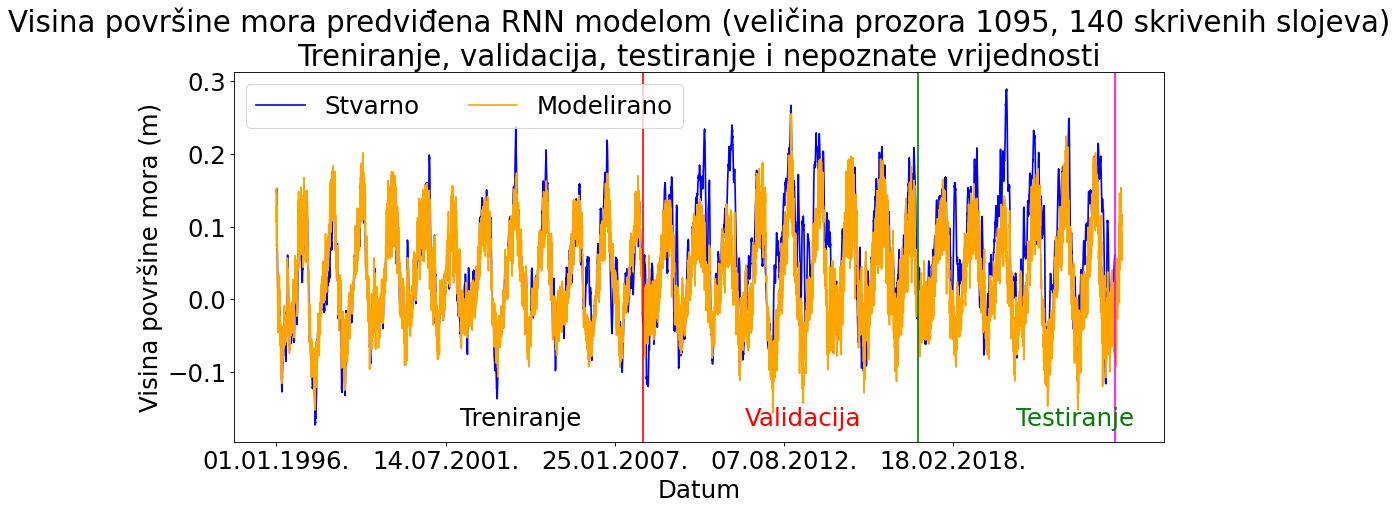 Visina površine mora predviđena RNN modelom (veličina prozora 1095, 140 skrivenih slojeva)
Treniranje, validacija, testiranje i nepoznate vrijednosti
Stvarno Modelirano
0.3
0.2
0.1
0.0
−0.1
Visina površine mora (m)
Treniranje Validacija Testiranje
01.01.1996. 14.07.2001. 25.01.2007. 07.08.2012. 18.02.2018.
Datum